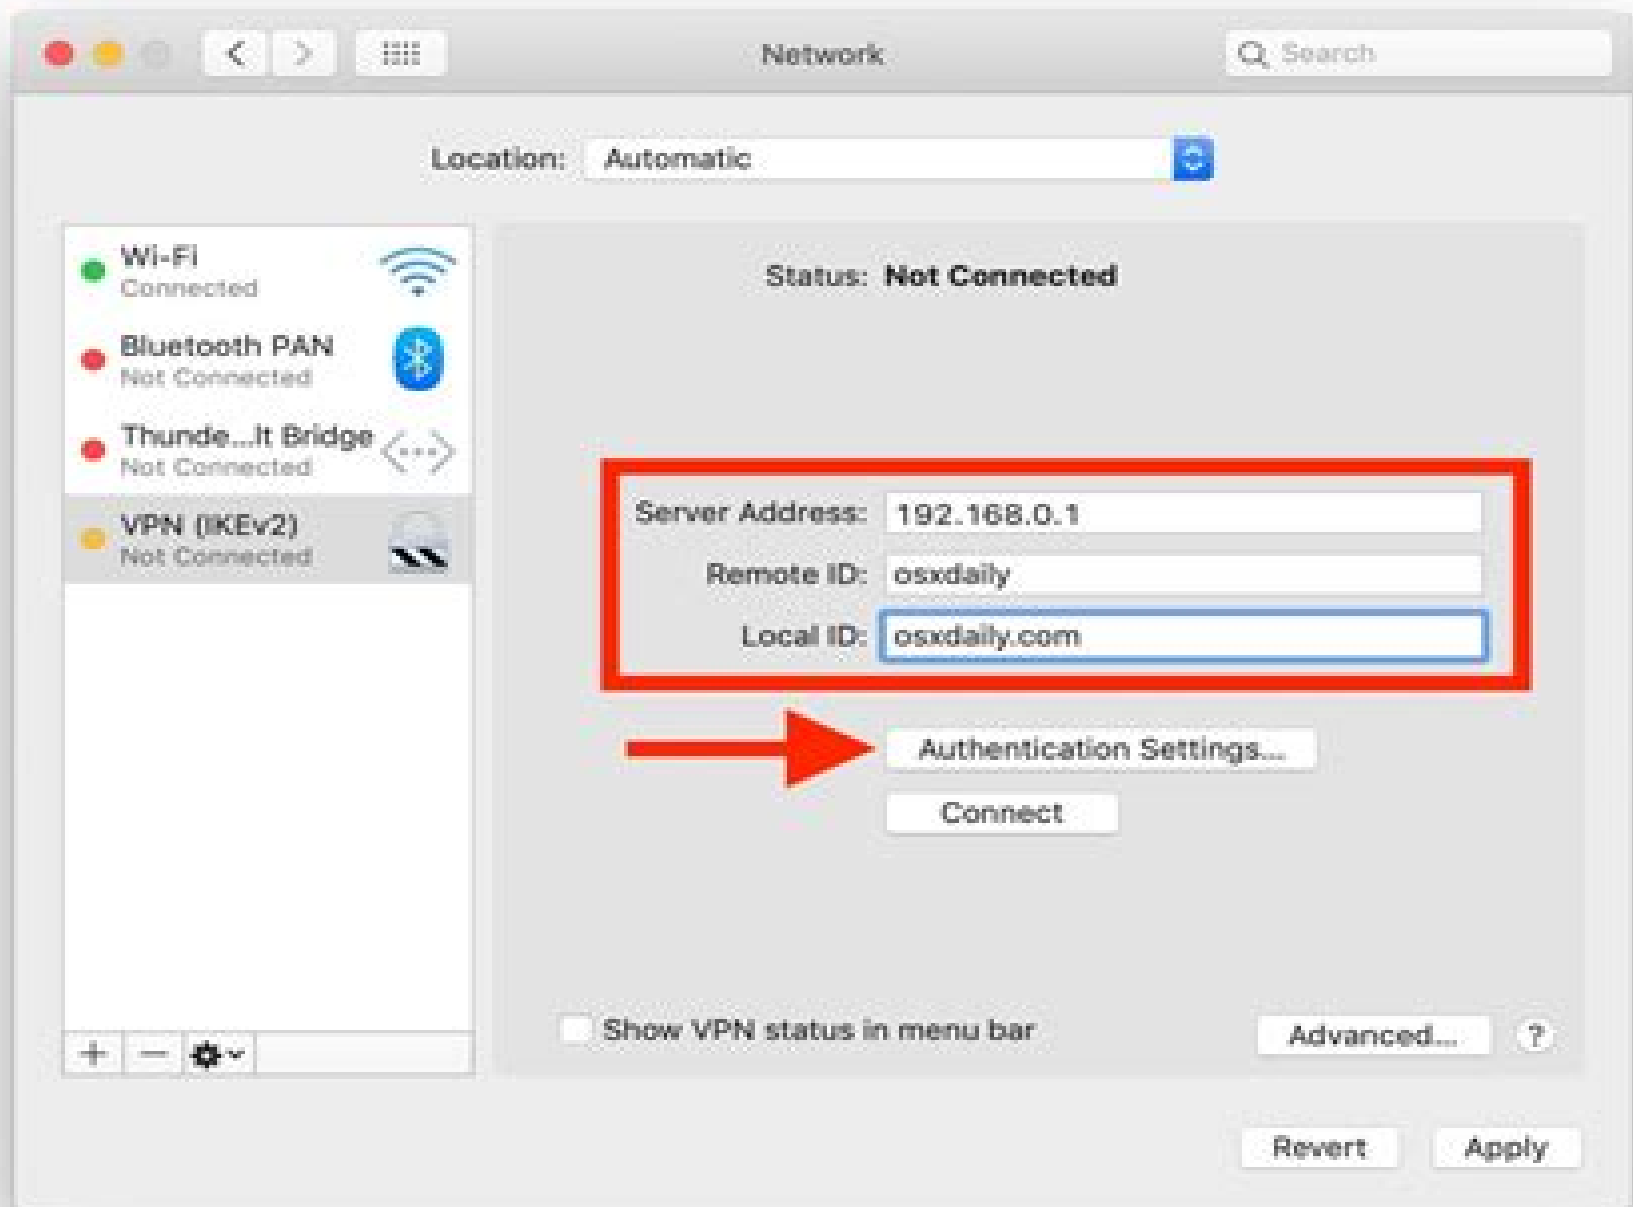 Network
Search
Location: Automatic
Wi-Fi
Connected
Bluetooth PAN
Not Connected
Thunde...lt Bridge
Not Connected
VPN (IKEv2)
Not Connected
Status: Not Connected
Server Address: 192.168.0.1
Remote ID: osxdaily
Local ID: osxdaily.com
Authentication Settings...
Connect
Show VPN status in menu bar
Advanced...
?
Revert
Apply